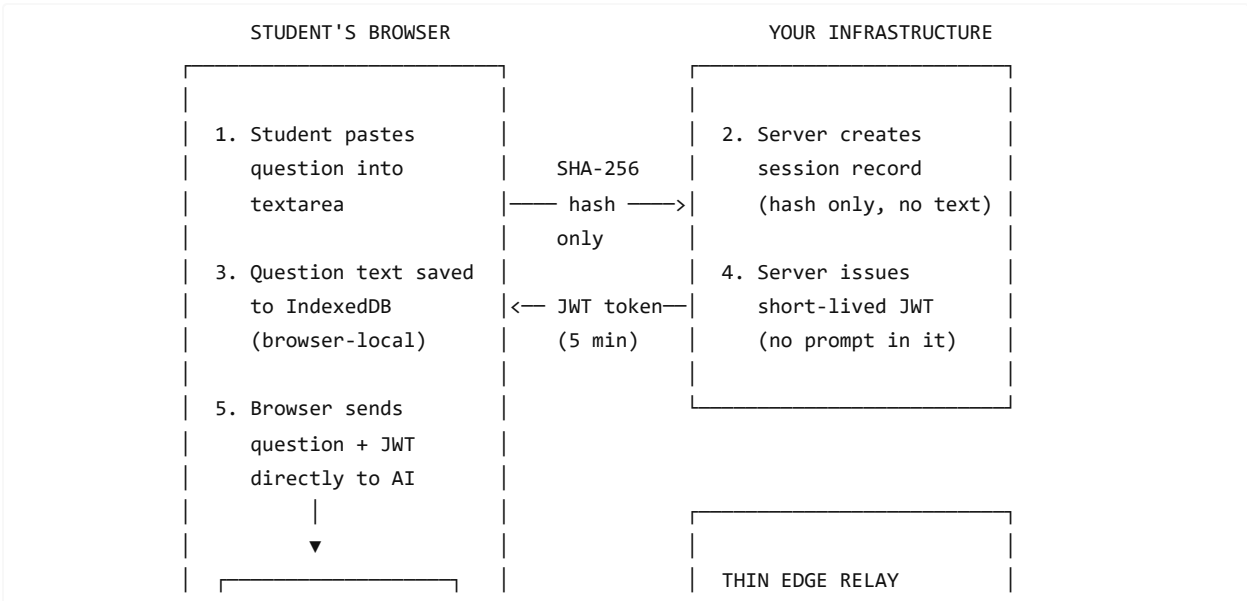 STUDENT'S BROWSER
YOUR INFRASTRUCTURE
1. Student pastes
question into
textarea
SHA-256
hash
only
2. Server creates
session record
(hash only, no text)
3. Question text saved
to IndexedDB
(browser-local)
JWT token
(5 min)
4. Server issues
short-lived JWT
(no prompt in it)
5. Browser sends
question + JWT
directly to AI
THIN EDGE RELAY